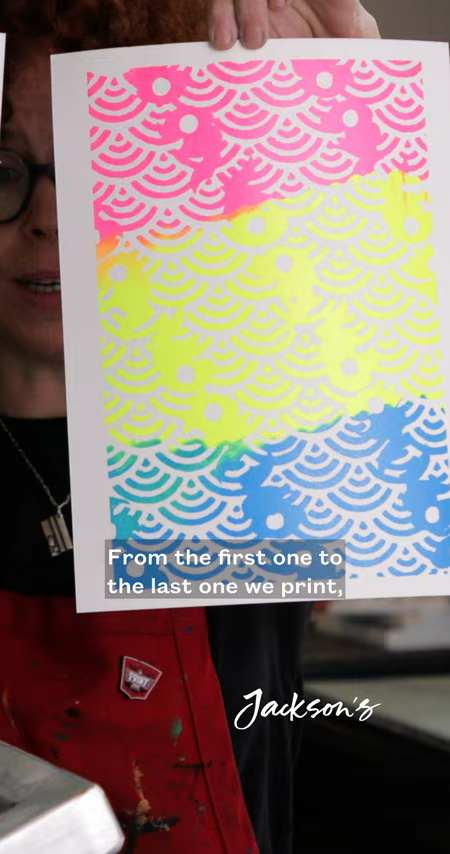 From the first one to
the last one we print,
Jackson's